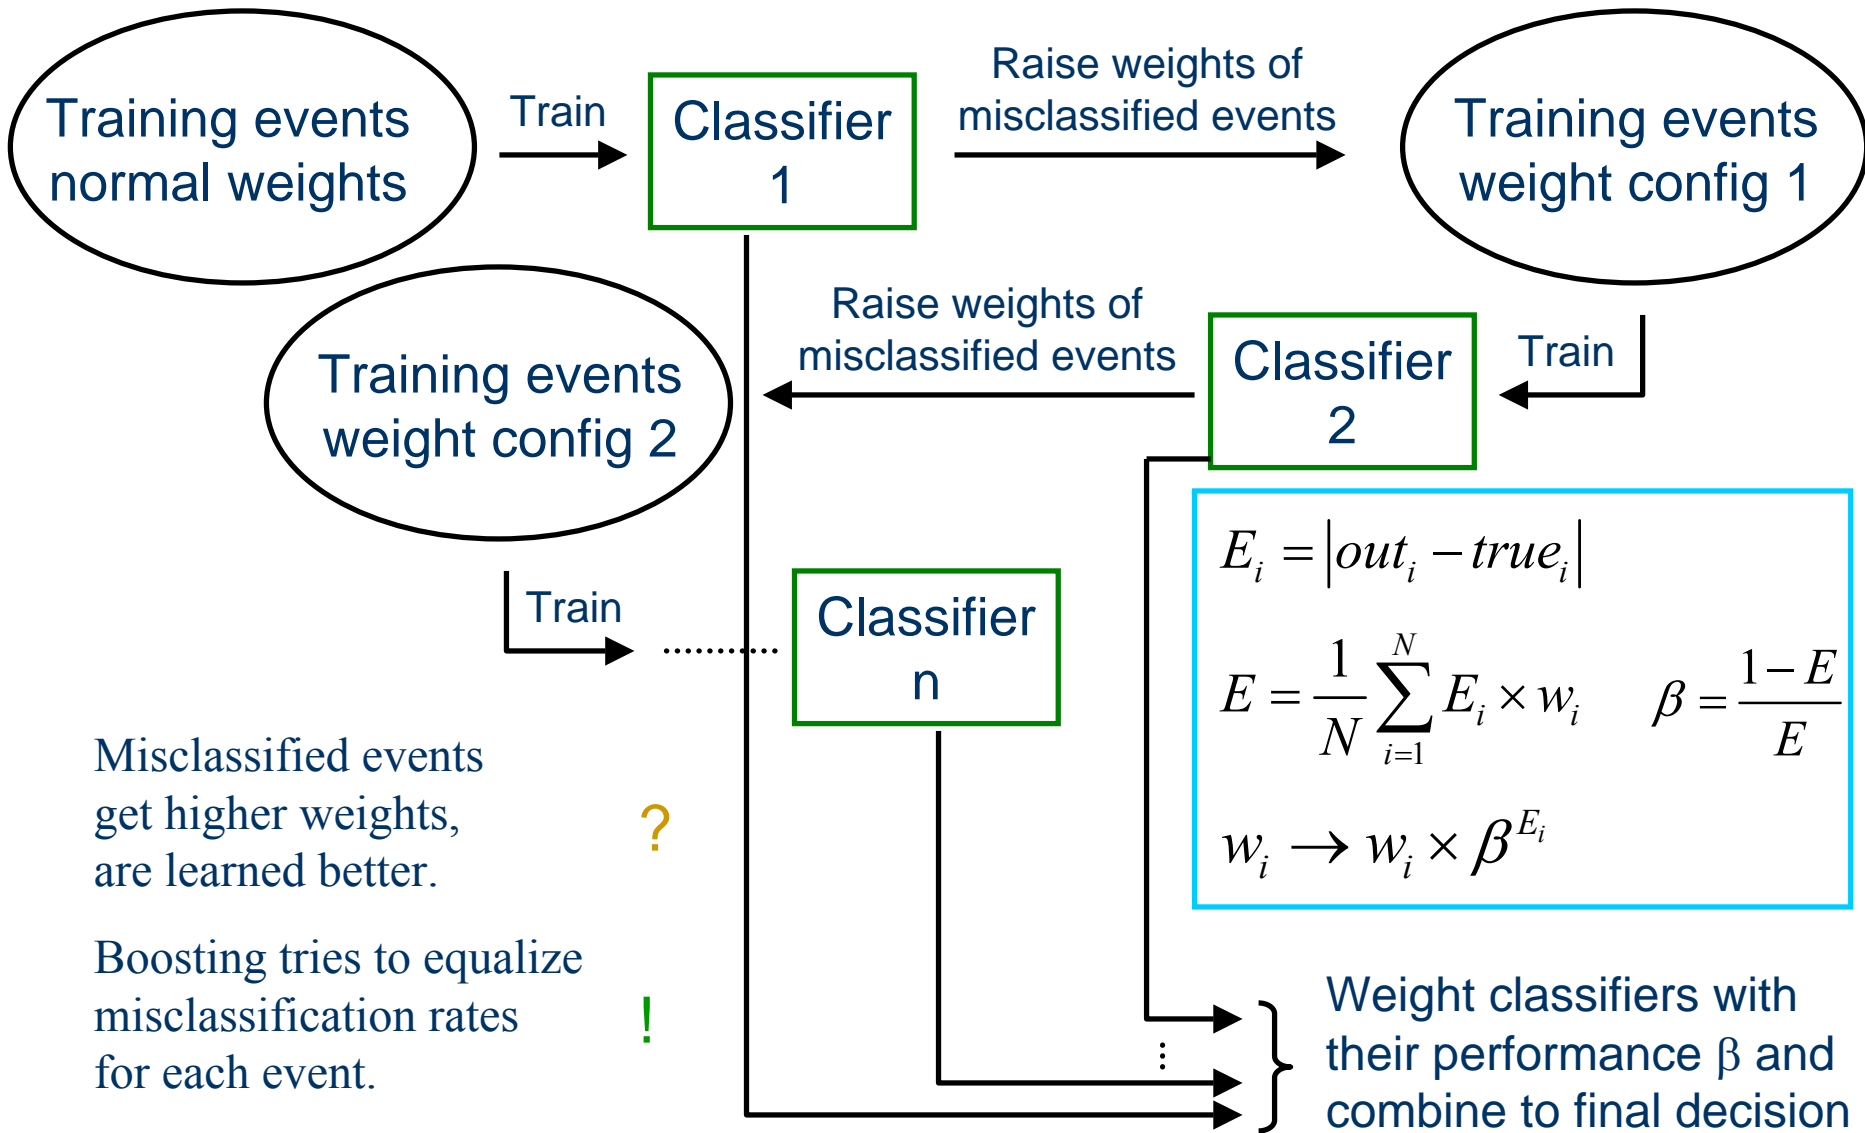 Training events
normal weights
Train
Classifier
1
Raise weights of
misclassified events
Training events
weight config 1
Train
Classifier
2
Raise weights of
misclassified events
Training events
weight config 2
Train
Classifier
n
E_i = |out_i − true_i|
E = \frac{1}{N} \sum_{i=1}^{N} E_i × w_i    β = \frac{1 − E}{E}
w_i → w_i × β^{E_i}
Misclassified events
get higher weights,
are learned better.
?
Boosting tries to equalize
misclassification rates
for each event.
!
Weight classifiers with
their performance β and
combine to final decision